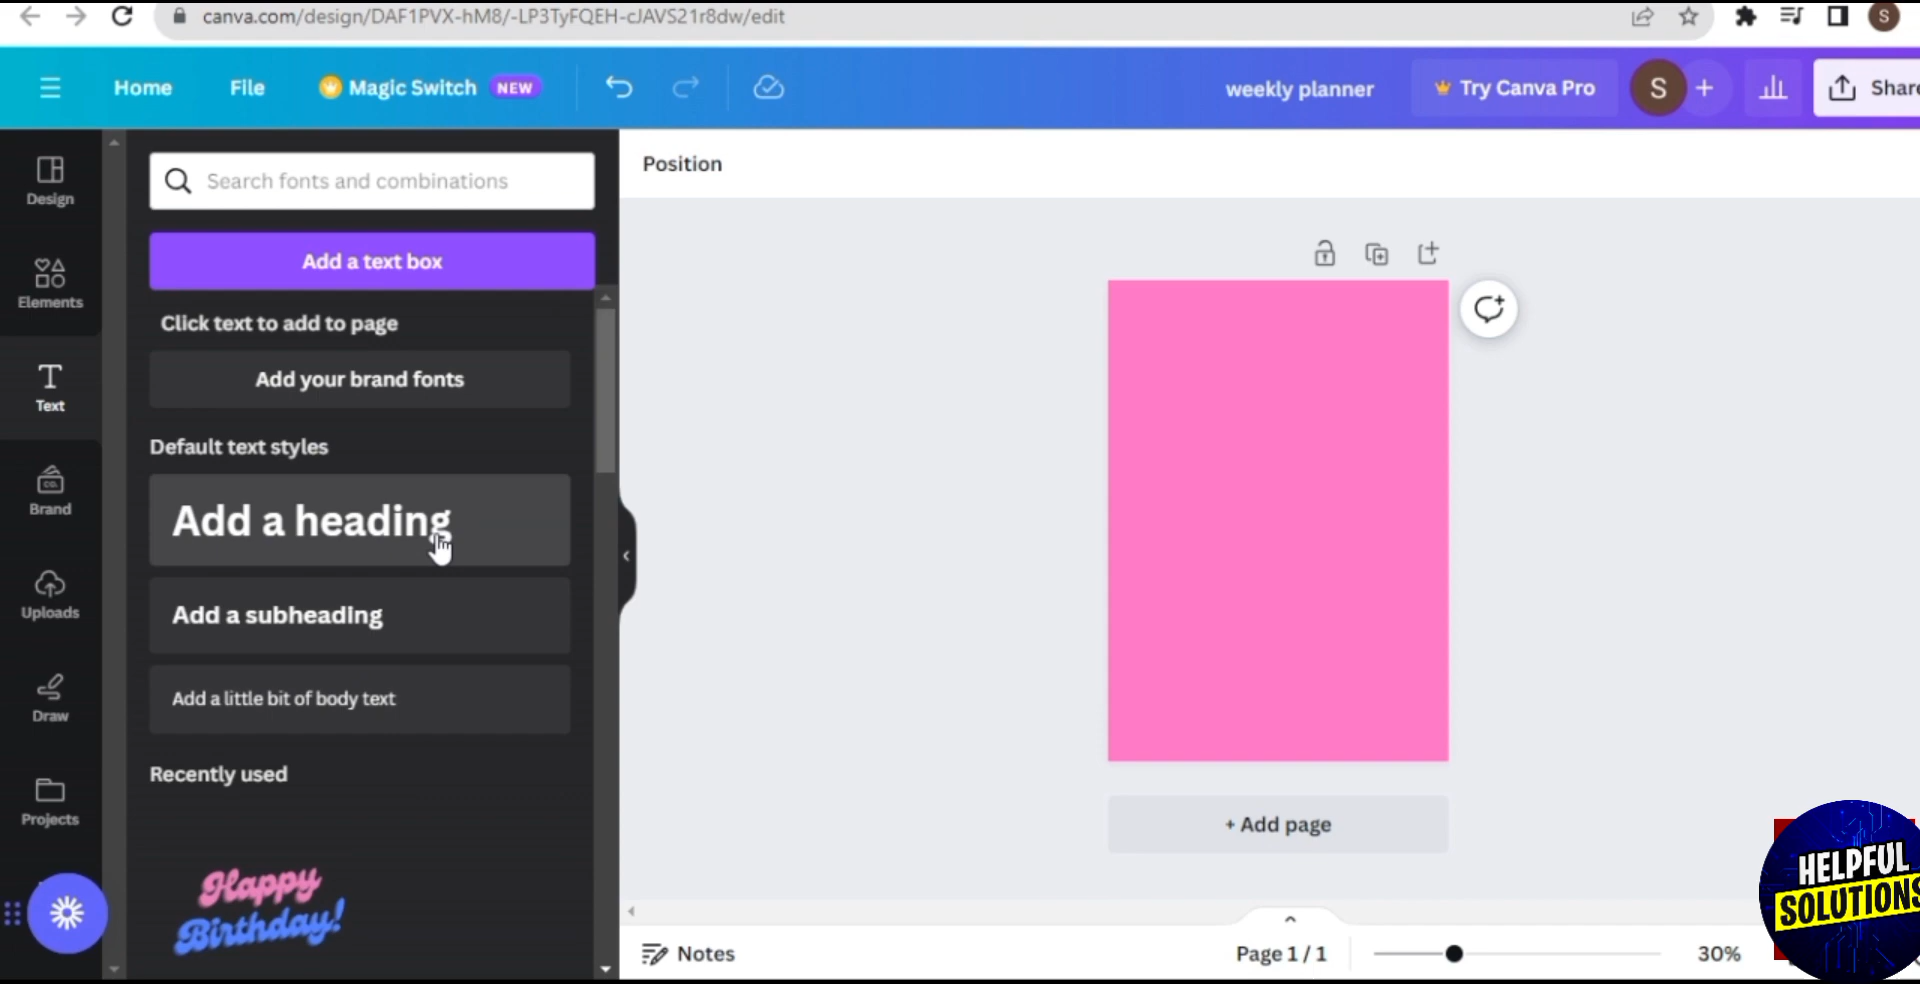 canva.com/design/DAF1PVX-hM8/-LP3TyFQEH-cJAVS21r8dw/edit
S
Home
File
Magic Switch
NEW
weekly planner
Try Canva Pro
S
+
Share
Design
Elements
Text
Brand
CO.
Uploads
Draw
Projects
Search fonts and combinations
Add a text box
Click text to add to page
Add your brand fonts
Default text styles
Add a heading
Add a subheading
Add a little bit of body text
Recently used
Happy
Birthday!
Position
+ Add page
Notes
Page 1 / 1
30%
HELPFUL
SOLUTIONS